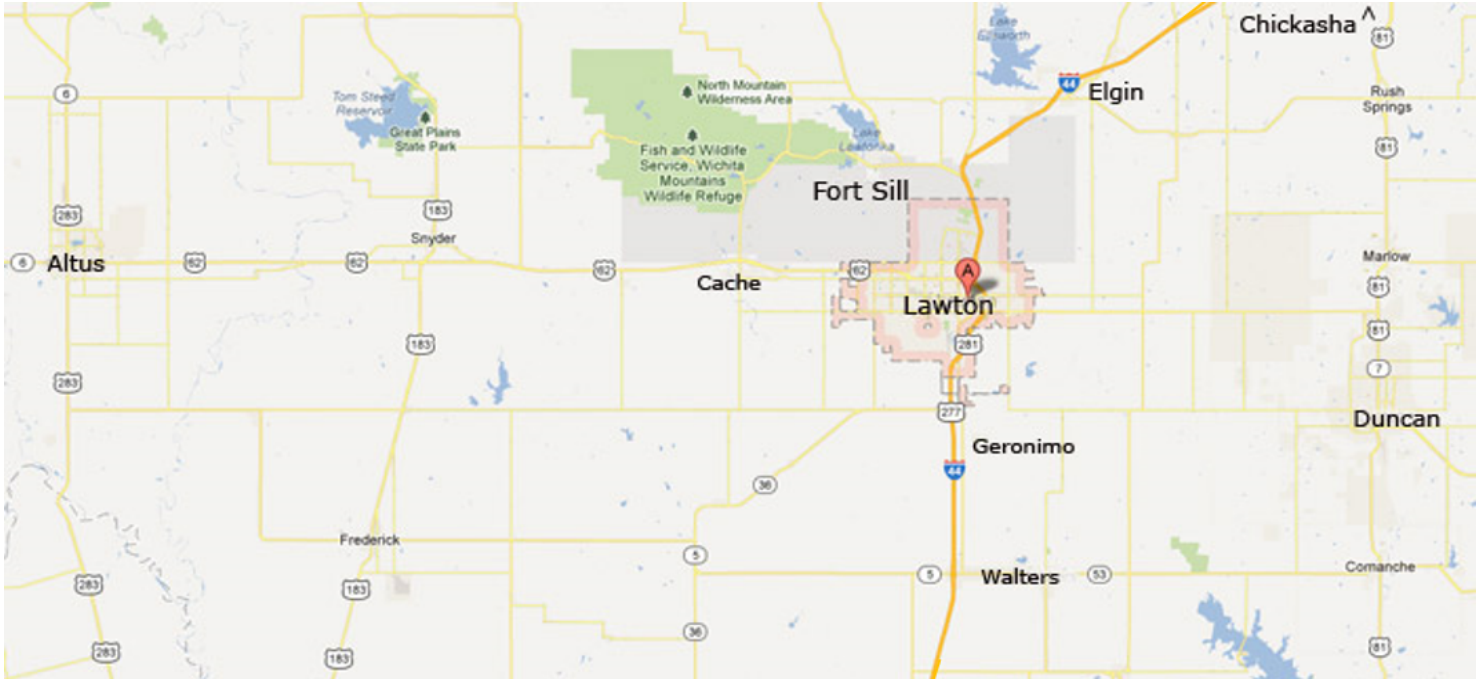 Lake
Ellsworth
Chickasha ^
81
6
44
Elgin
Rush
Springs
North Mountain
Wilderness Area
Tom Steed
Reservoir
Great Plains
State Park
Lake
Lawtonka
81
Fish and Wildlife
Service, Wichita
Mountains
Wildlife Refuge
Fort Sill
283
183
Snyder
6
Altus
62
62
62
Cache
62
A
Lawton
Marlow
81
81
183
281
283
7
277
Duncan
Geronimo
44
36
Frederick
5
5
Walters
53
Comanche
283
183
36
283
183
81